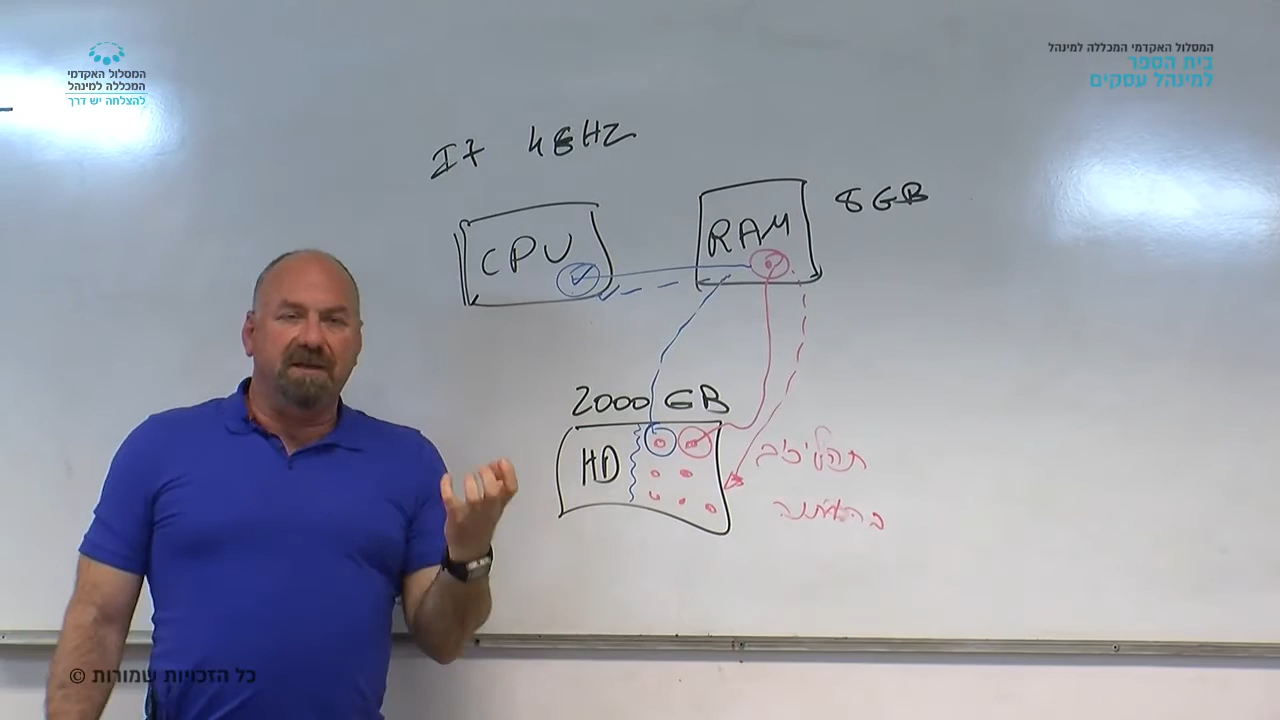 המסלול האקדמי המכללה למינהל
בית הספר
למינהל עסקים
המסלול האקדמי
המכללה למינהל
להצלחה יש דרך
I7 4GHZ
CPU
RAM
8GB
2000 GB
HD
תהליכים
בהמתנה
© כל הזכויות שמורות